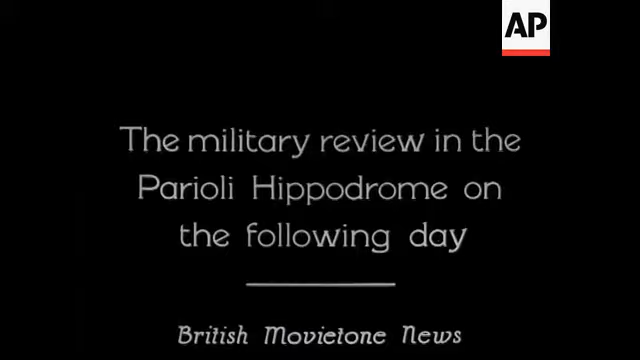 AP
The military review in the
Parioli Hippodrome on
the following day
British Movietone News